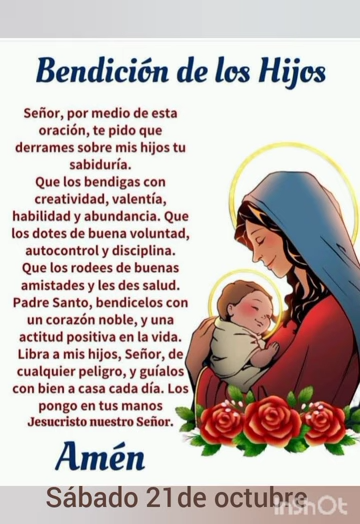 Bendición de los Hijos
Señor, por medio de esta
oración, te pido que
derrames sobre mis hijos tu
sabiduría.
Que los bendigas con
creatividad, valentía,
habilidad y abundancia. Que
los dotes de buena voluntad,
autocontrol y disciplina.
Que los rodees de buenas
amistades y les des salud.
Padre Santo, bendicelos con
un corazón noble, y una
actitud positiva en la vida.
Libra a mis hijos, Señor, de
cualquier peligro, y guíalos
con bien a casa cada día. Los
pongo en tus manos
Jesucristo nuestro Señor.
Amén
Sábado 21de octubre
InShOt